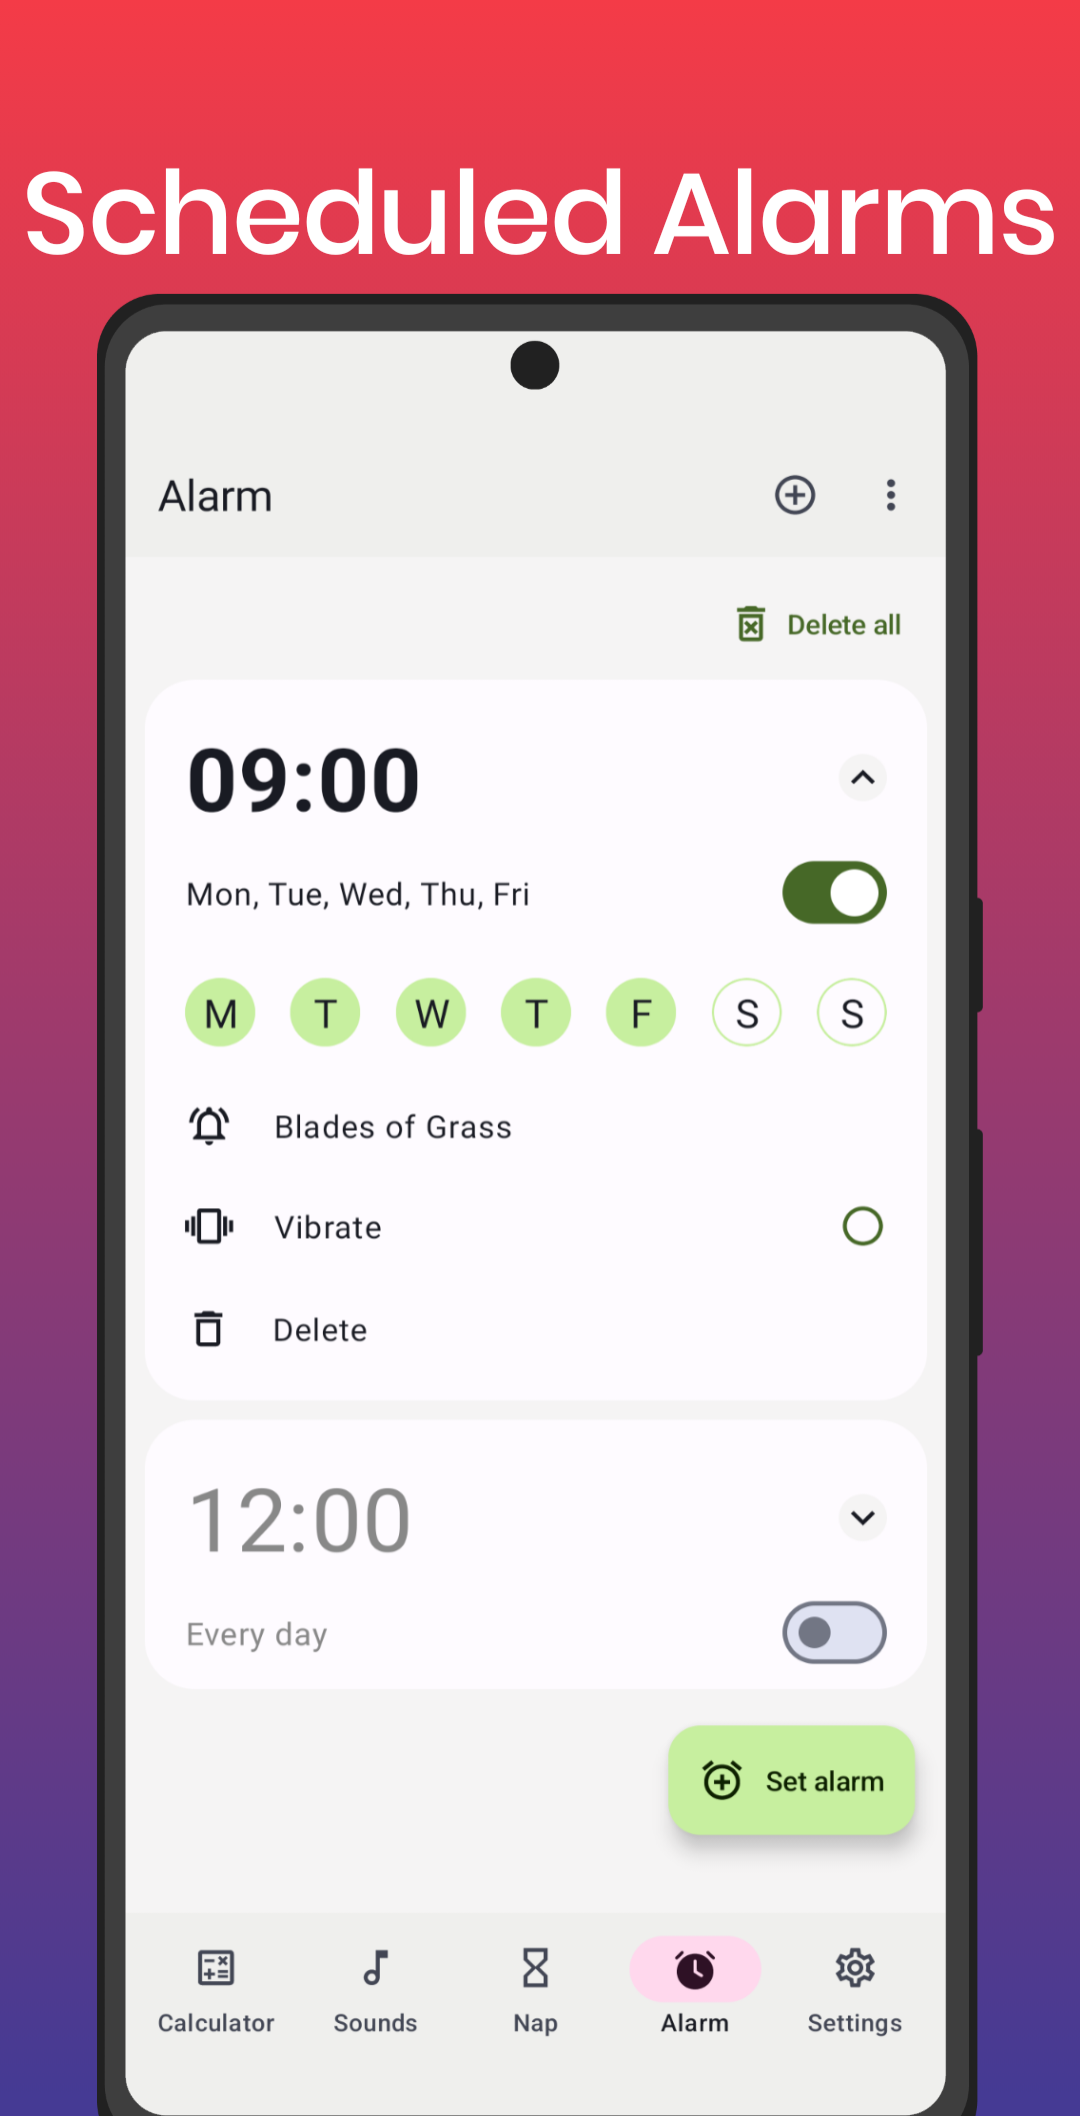 Scheduled Alarms
Alarm
Delete all
09:00
Mon, Tue, Wed, Thu, Fri
M T W T F S S
Blades of Grass
Vibrate
Delete
12:00
Every day
Set alarm
Calculator Sounds Nap Alarm Settings